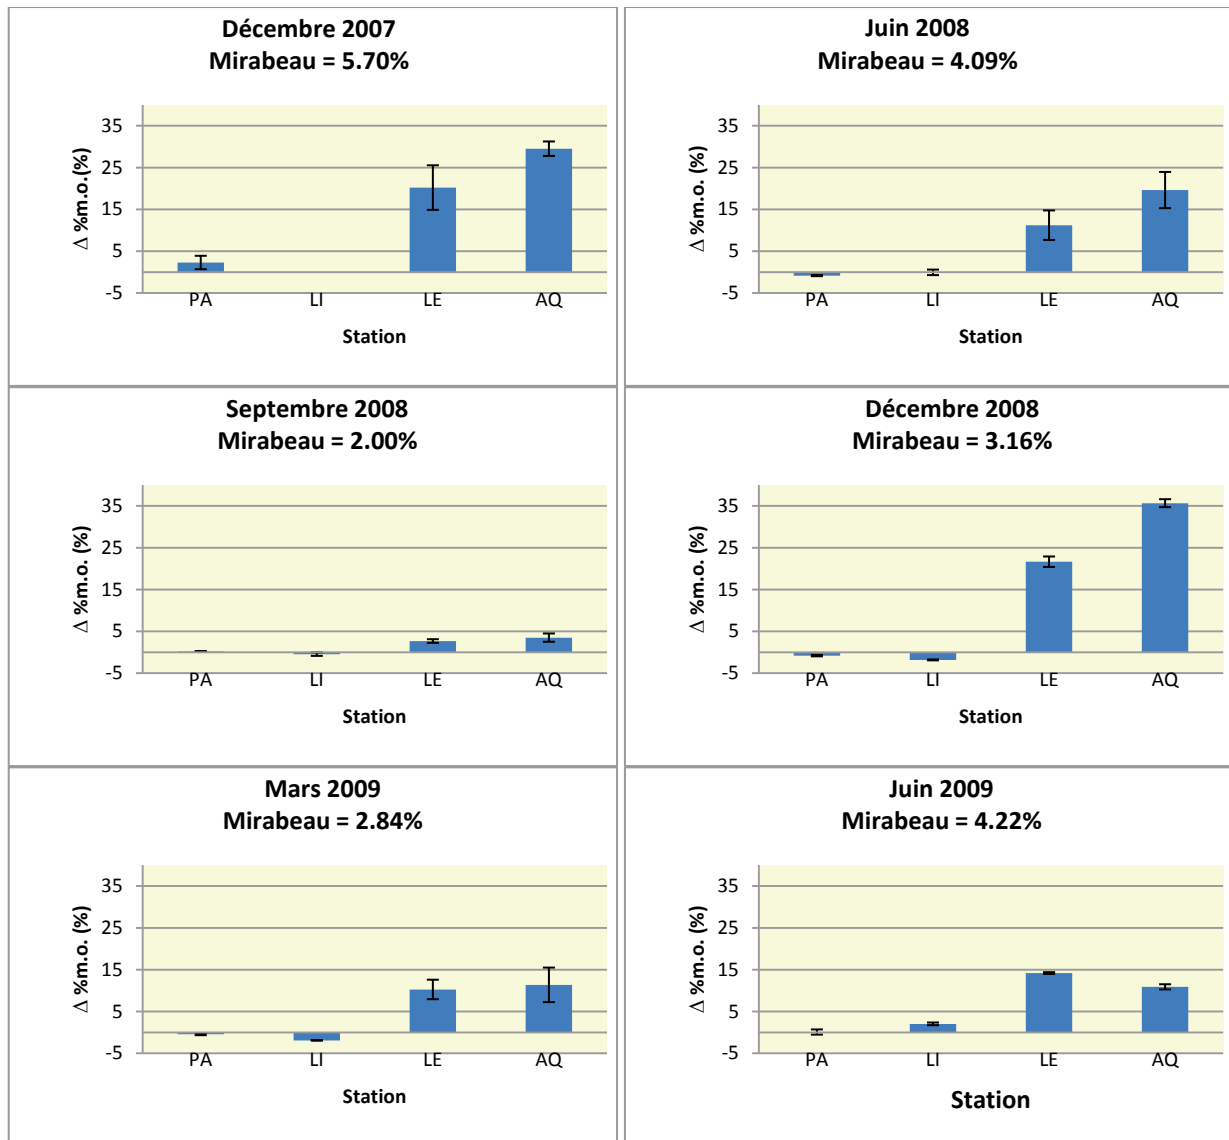 Décembre 2007
Mirabeau = 5.70%
35
25
15
5
-5
Δ %m.o.(%)
PA LI LE AQ
Station
Juin 2008
Mirabeau = 4.09%
35
25
15
5
-5
Δ %m.o. (%)
PA LI LE AQ
Station
Septembre 2008
Mirabeau = 2.00%
35
25
15
5
-5
Δ %m.o. (%)
PA LI LE AQ
Station
Décembre 2008
Mirabeau = 3.16%
35
25
15
5
-5
Δ %m.o. (%)
PA LI LE AQ
Station
Mars 2009
Mirabeau = 2.84%
35
25
15
5
-5
Δ %m.o. (%)
PA LI LE AQ
Station
Juin 2009
Mirabeau = 4.22%
35
25
15
5
-5
Δ %m.o. (%)
PA LI LE AQ
Station